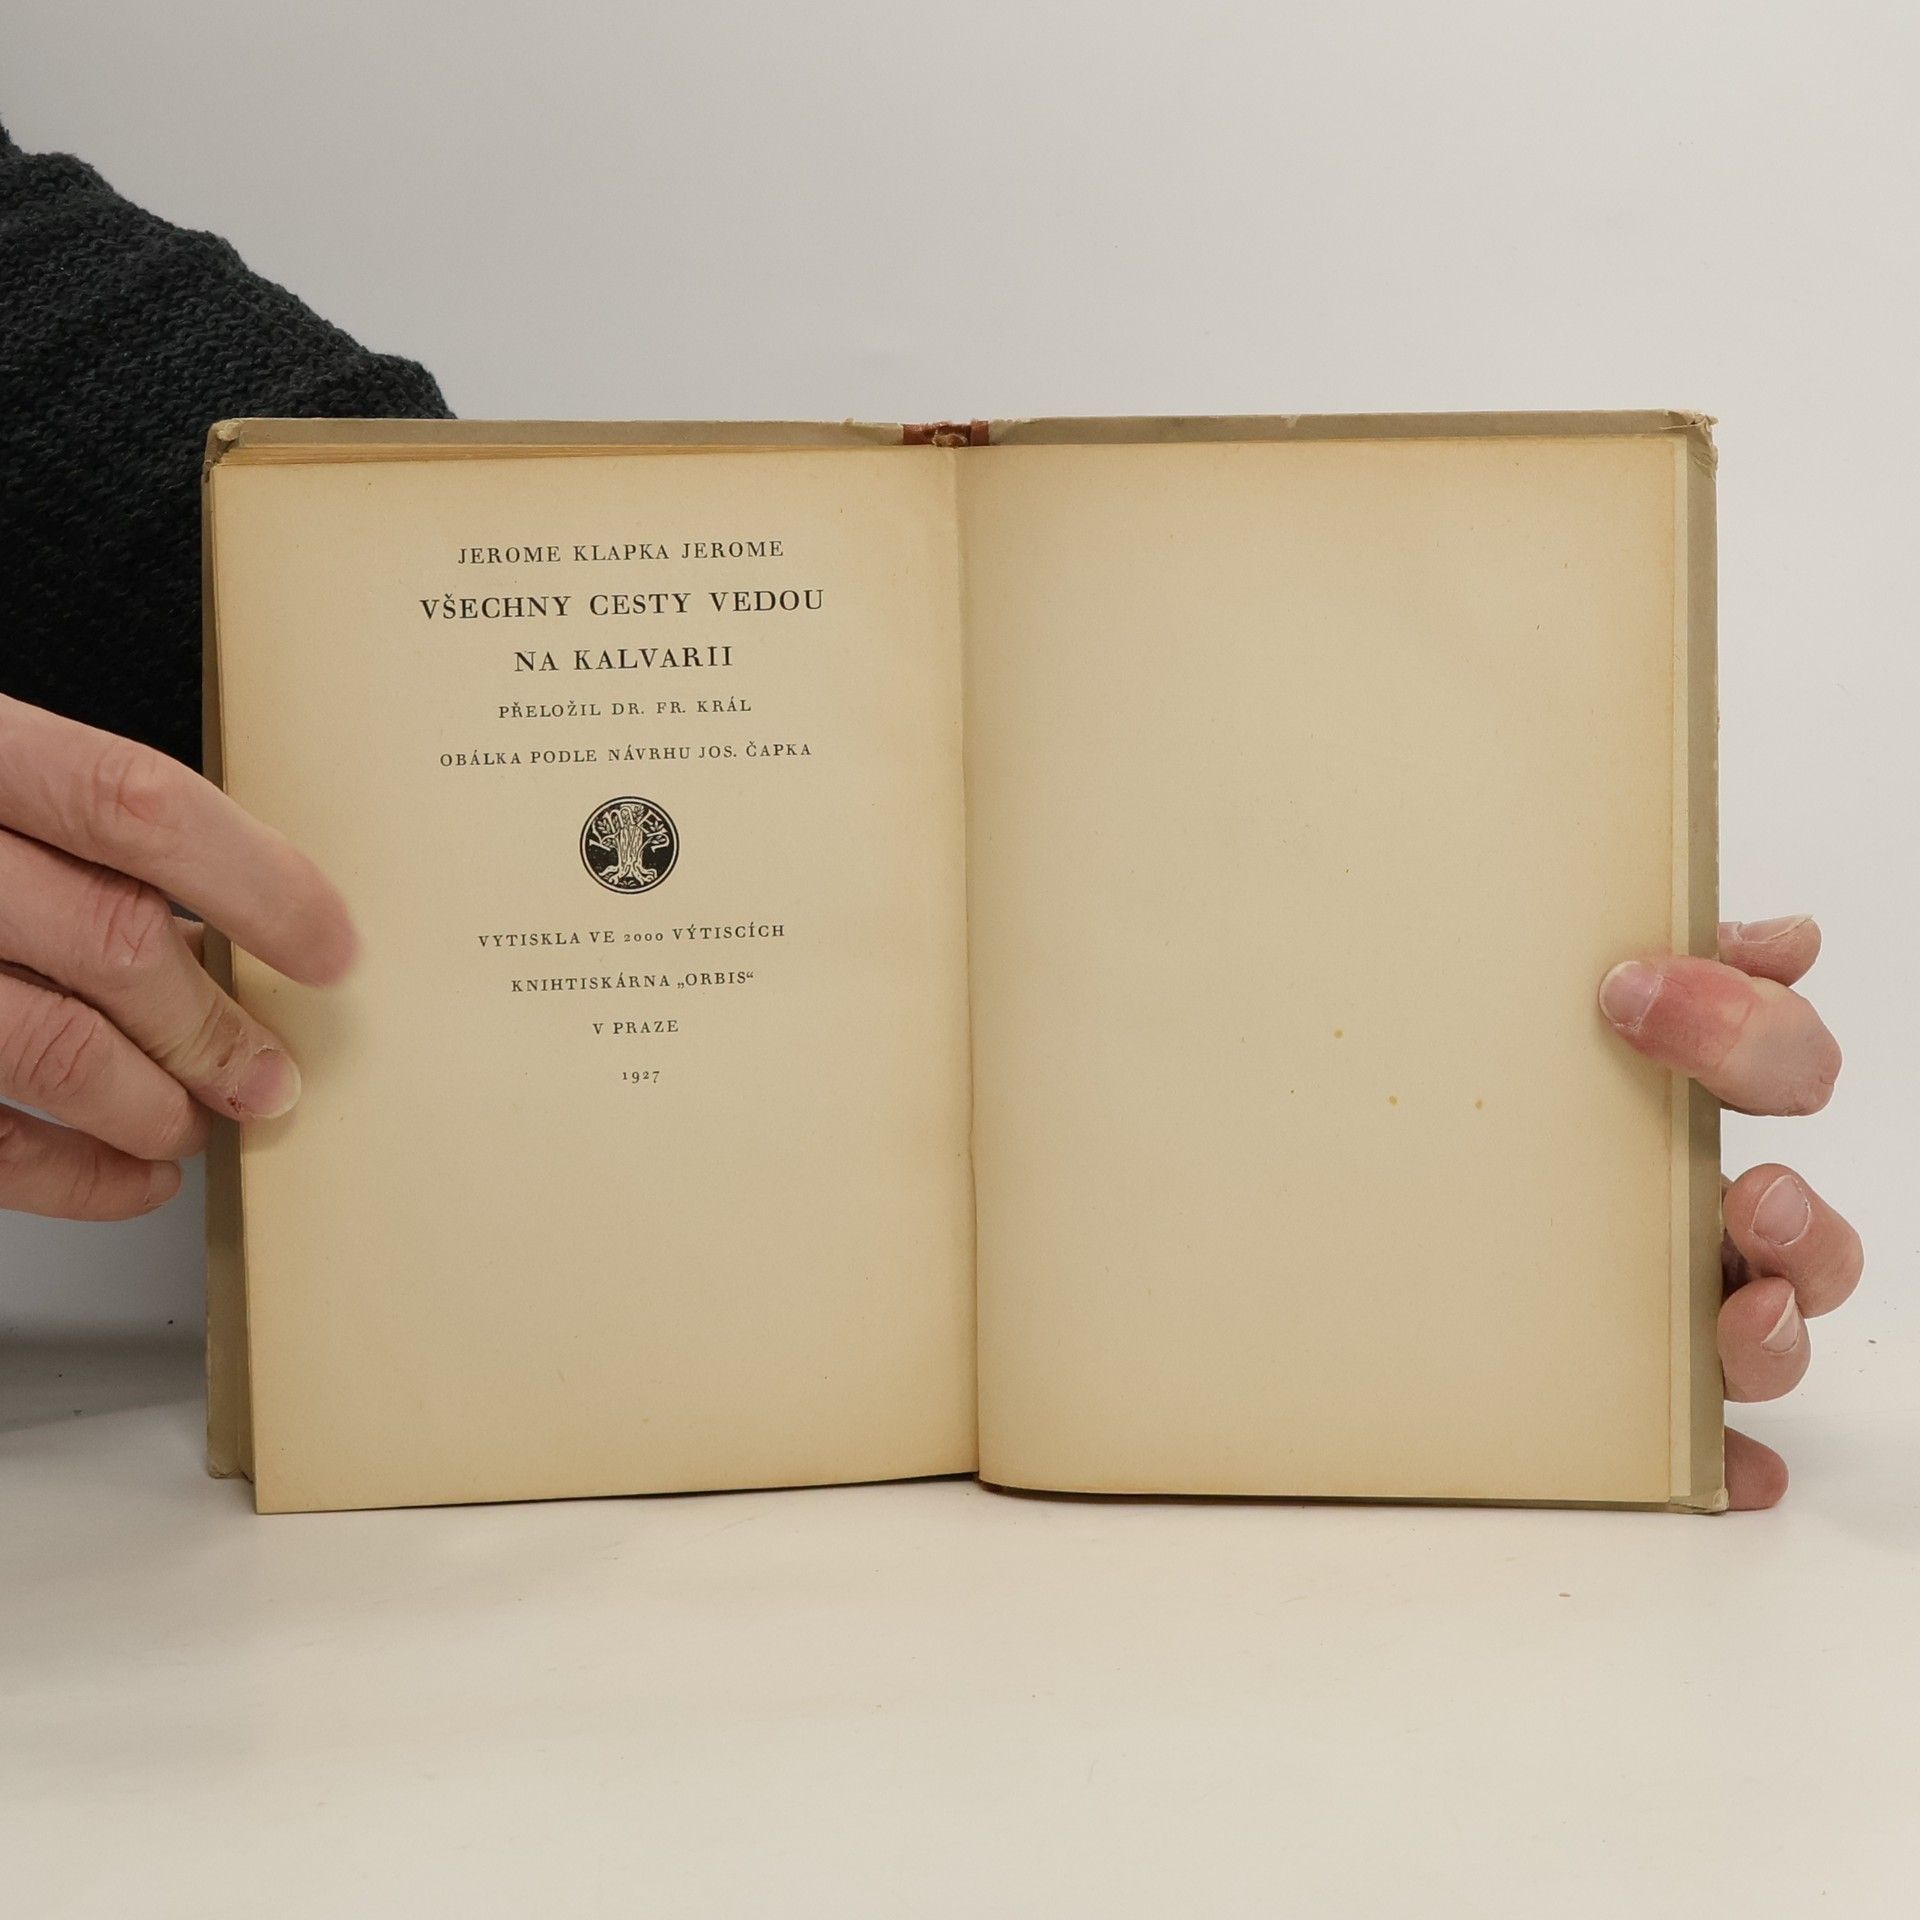 JEROME KLAPKA JEROME
VŠECHNY CESTY VEDOU
NA KALVARII
PŘELOŽIL DR. FR. KRÁL
OBÁLKA PODLE NÁVRHU JOS. ČAPKA
KMEN
VYTISKLA VE 2000 VÝTISCÍCH
KNIHTISKÁRNA „ORBIS“
V PRAZE
1927